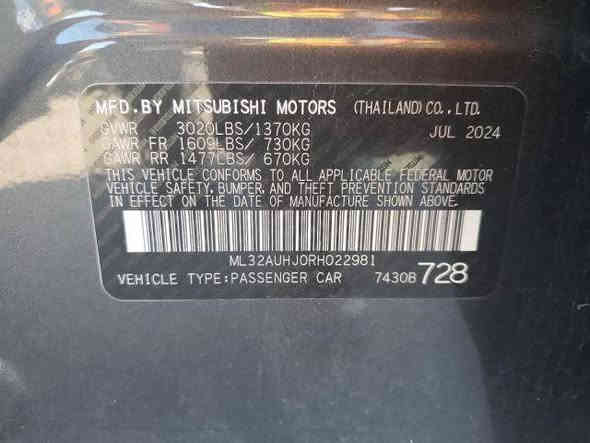 MFD.BY MITSUBISHI MOTORS (THAILAND)CO., LTD.
GVWR 3020LBS/1370KG JUL 2024
GAWR FR 1609LBS/ 730KG
GAWR RR 1477LBS/ 670KG
THIS VEHICLE CONFORMS TO ALL APPLICABLE FEDERAL MOTOR
VEHICLE SAFETY, BUMPER, AND THEFT PREVENTION STANDARDS
IN EFFECT ON THE DATE OF MANUFACTURE SHOWN ABOVE.
ML32AUHJ0RH022981
VEHICLE TYPE:PASSENGER CAR 7430B 728